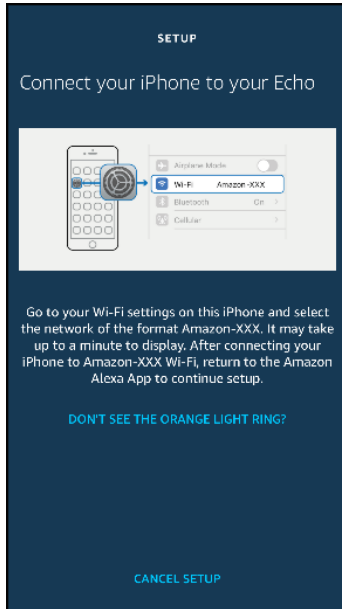 SETUP
Connect your iPhone to your Echo
Airplane Mode
Wi-Fi Amazon-XXX
Bluetooth On
Cellular
Go to your Wi-Fi settings on this iPhone and select
the network of the format Amazon-XXX. It may take
up to a minute to display. After connecting your
iPhone to Amazon-XXX Wi-Fi, return to the Amazon
Alexa App to continue setup.
DON'T SEE THE ORANGE LIGHT RING?
CANCEL SETUP